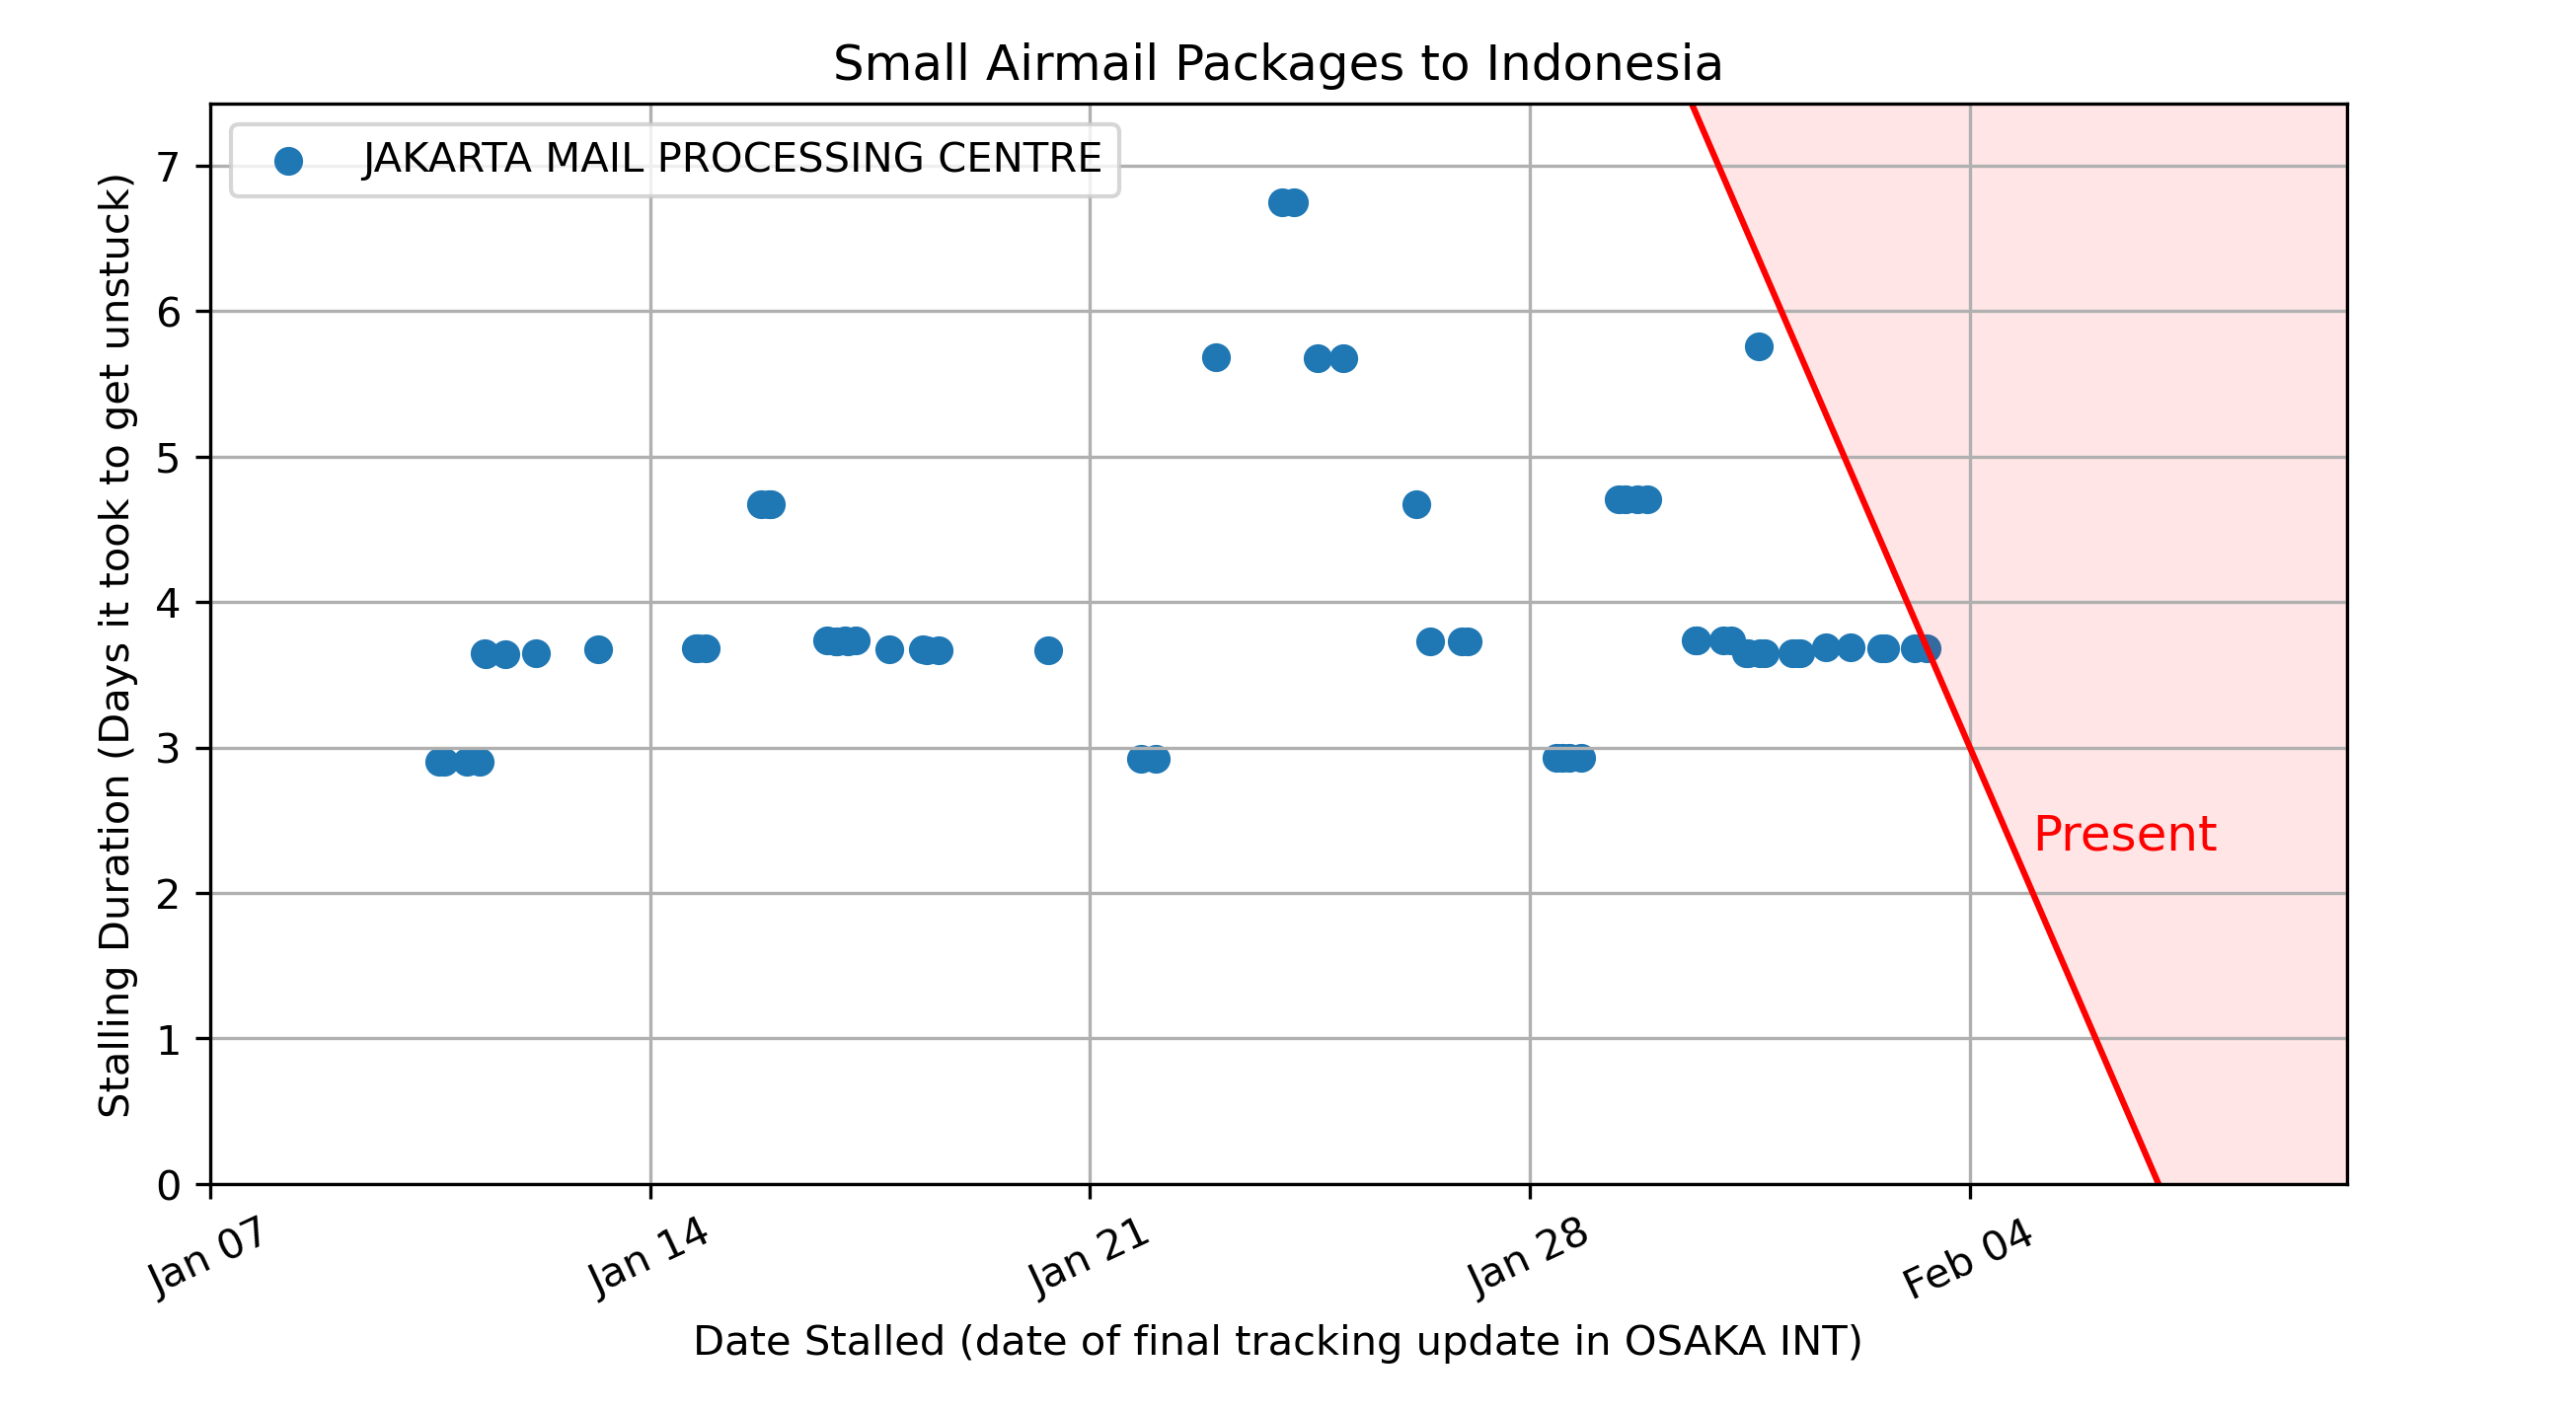 Small Airmail Packages to Indonesia
JAKARTA MAIL PROCESSING CENTRE
Stalling Duration (Days it took to get unstuck)
7
6
5
4
3
2
1
0
Present
Jan 07
Jan 14
Jan 21
Jan 28
Feb 04
Date Stalled (date of final tracking update in OSAKA INT)